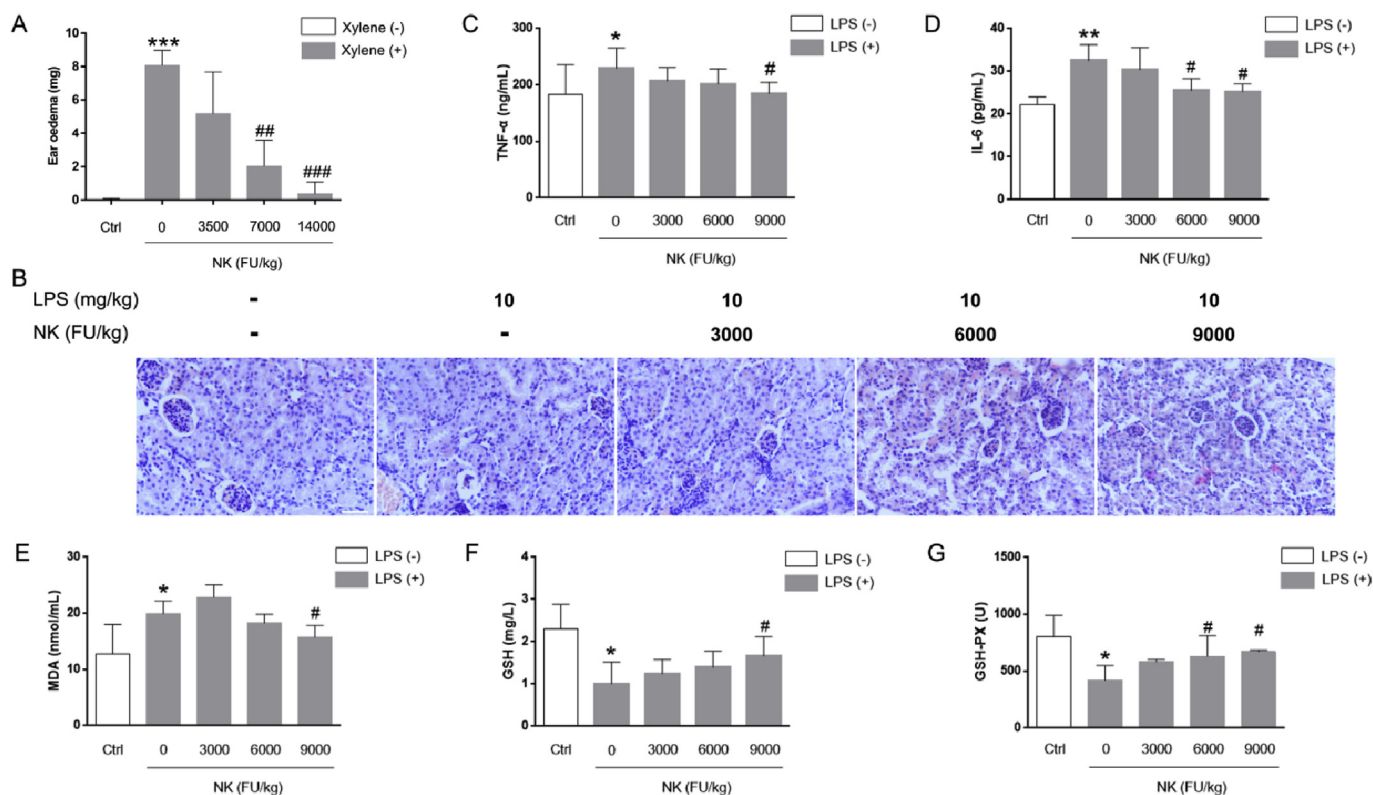 A
Xylene (-)
Xylene (+)
Ear oedema (mg)
10
8
6
4
2
0
***
##
###
Ctrl
0
3500
7000
14000
NK (FU/kg)
C
LPS (-)
LPS (+)
TNF-α (ng/mL)
300
200
100
0
*
#
Ctrl
0
3000
6000
9000
NK (FU/kg)
D
LPS (-)
LPS (+)
IL-6 (pg/mL)
40
30
20
10
0
**
#
#
Ctrl
0
3000
6000
9000
NK (FU/kg)
B
LPS (mg/kg) - 10 10 10 10
NK (FU/kg) - - 3000 6000 9000
E
LPS (-)
LPS (+)
MDA (nmol/mL)
30
20
10
0
*
#
Ctrl
0
3000
6000
9000
NK (FU/kg)
F
LPS (-)
LPS (+)
GSH (mg/L)
4
3
2
1
0
*
#
Ctrl
0
3000
6000
9000
NK (FU/kg)
G
LPS (-)
LPS (+)
GSH-PX (U)
1500
1000
500
0
*
#
#
Ctrl
0
3000
6000
9000
NK (FU/kg)